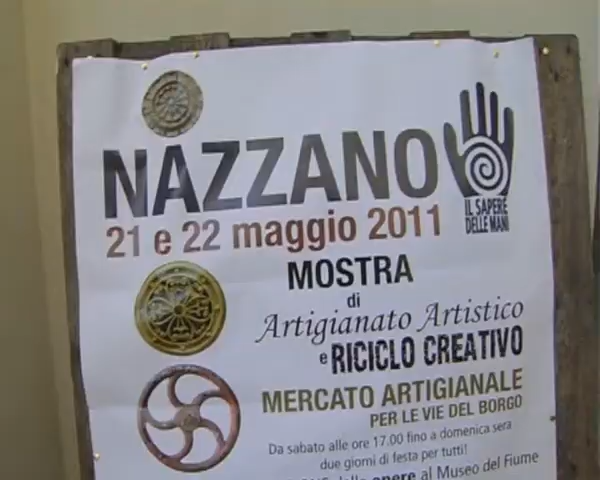 NAZZANO
21 e 22 maggio 2011
IL SAPERE
DELLE MANI
MOSTRA
di
Artigianato Artistico
e RICICLO CREATIVO
MERCATO ARTIGIANALE
PER LE VIE DEL BORGO
Da sabato alle ore 17.00 fino a domenica sera
due giorni di festa per tutti!
delle opere al Museo del Fiume